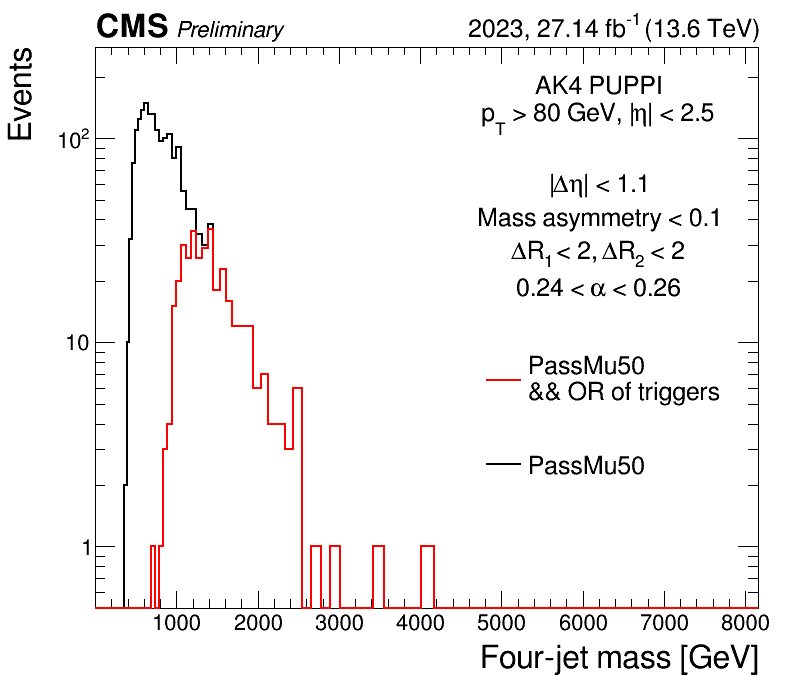 CMS Preliminary 2023, 27.14 fb⁻¹ (13.6 TeV)
Events
AK4 PUPPI
p_T > 80 GeV, |η| < 2.5
|Δη| < 1.1
Mass asymmetry < 0.1
ΔR₁ < 2, ΔR₂ < 2
0.24 < α < 0.26
PassMu50
&& OR of triggers
PassMu50
10²
10
1
1000 2000 3000 4000 5000 6000 7000 8000
Four-jet mass [GeV]